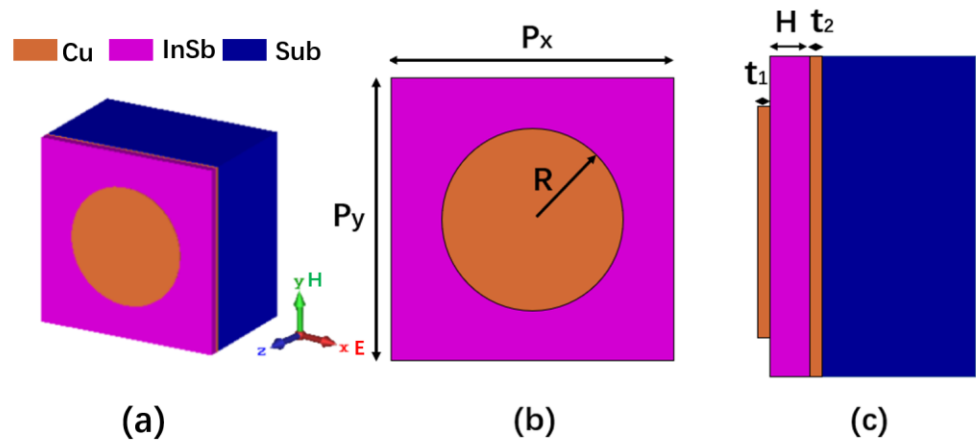 Cu InSb Sub
y H
z x E
(a)
Px
Py
R
(b)
H t2
t1
(c)